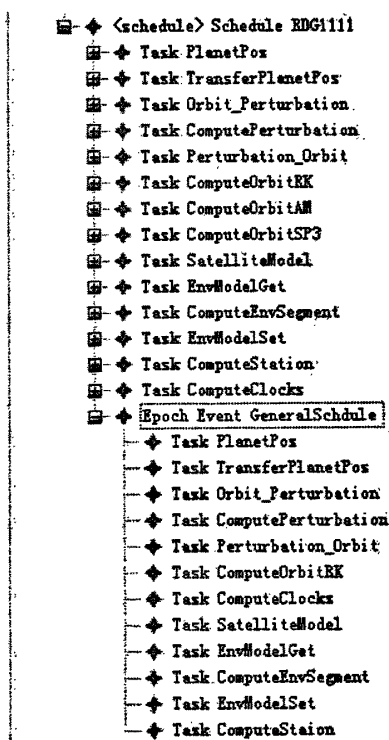 <schedule> Schedule RDG1111
Task PlanetPos
Task TransferPlanetPos
Task Orbit_Perturbation
Task ComputePerturbation
Task Perturbation_Orbit
Task ComputeOrbitRK
Task ComputeOrbitAM
Task ComputeOrbitSP3
Task SatelliteModel
Task EnvModelGet
Task ComputeEnvSegment
Task EnvModelSet
Task ComputeStation
Task ComputeClocks
Epoch Event GeneralSchdule
Task PlanetPos
Task TransferPlanetPos
Task Orbit_Perturbation
Task ComputePerturbation
Task Perturbation_Orbit
Task ComputeOrbitRK
Task ComputeClocks
Task SatelliteModel
Task EnvModelGet
Task ComputeEnvSegment
Task EnvModelSet
Task ComputeStaion